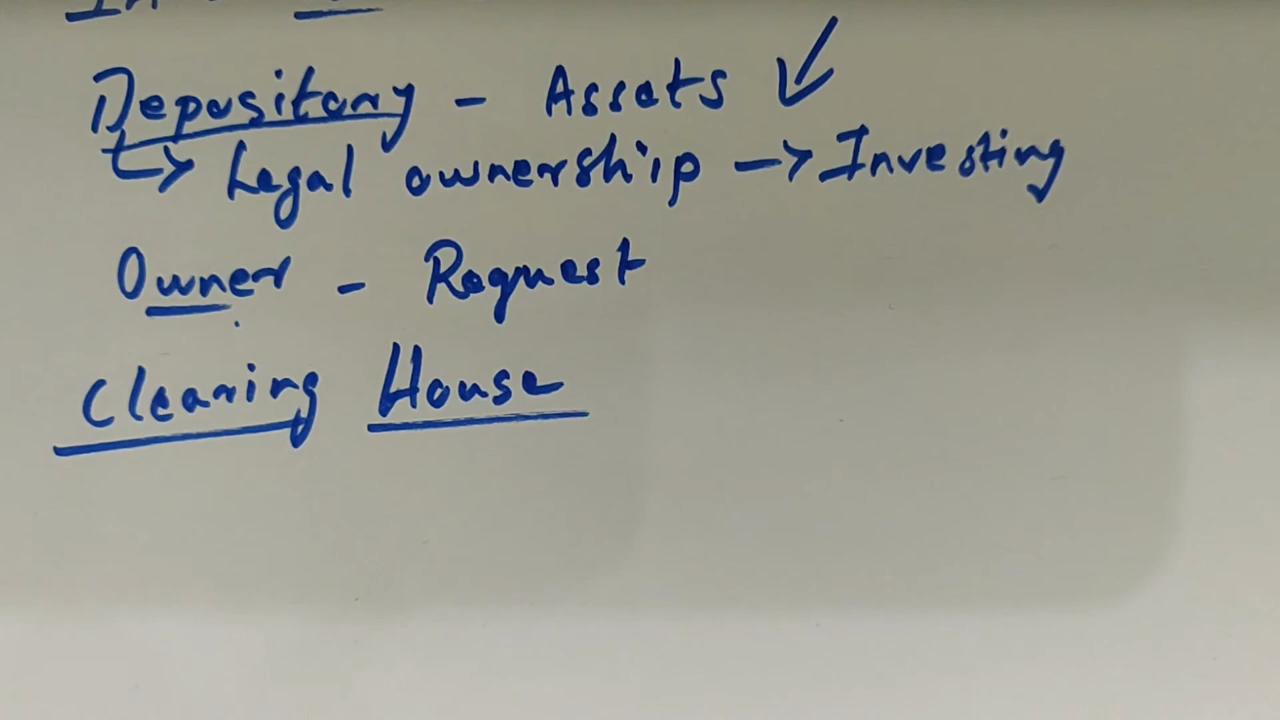 Depository - Assets ✓
↳ Legal ownership → Investing
Owner - Request
Clearing House